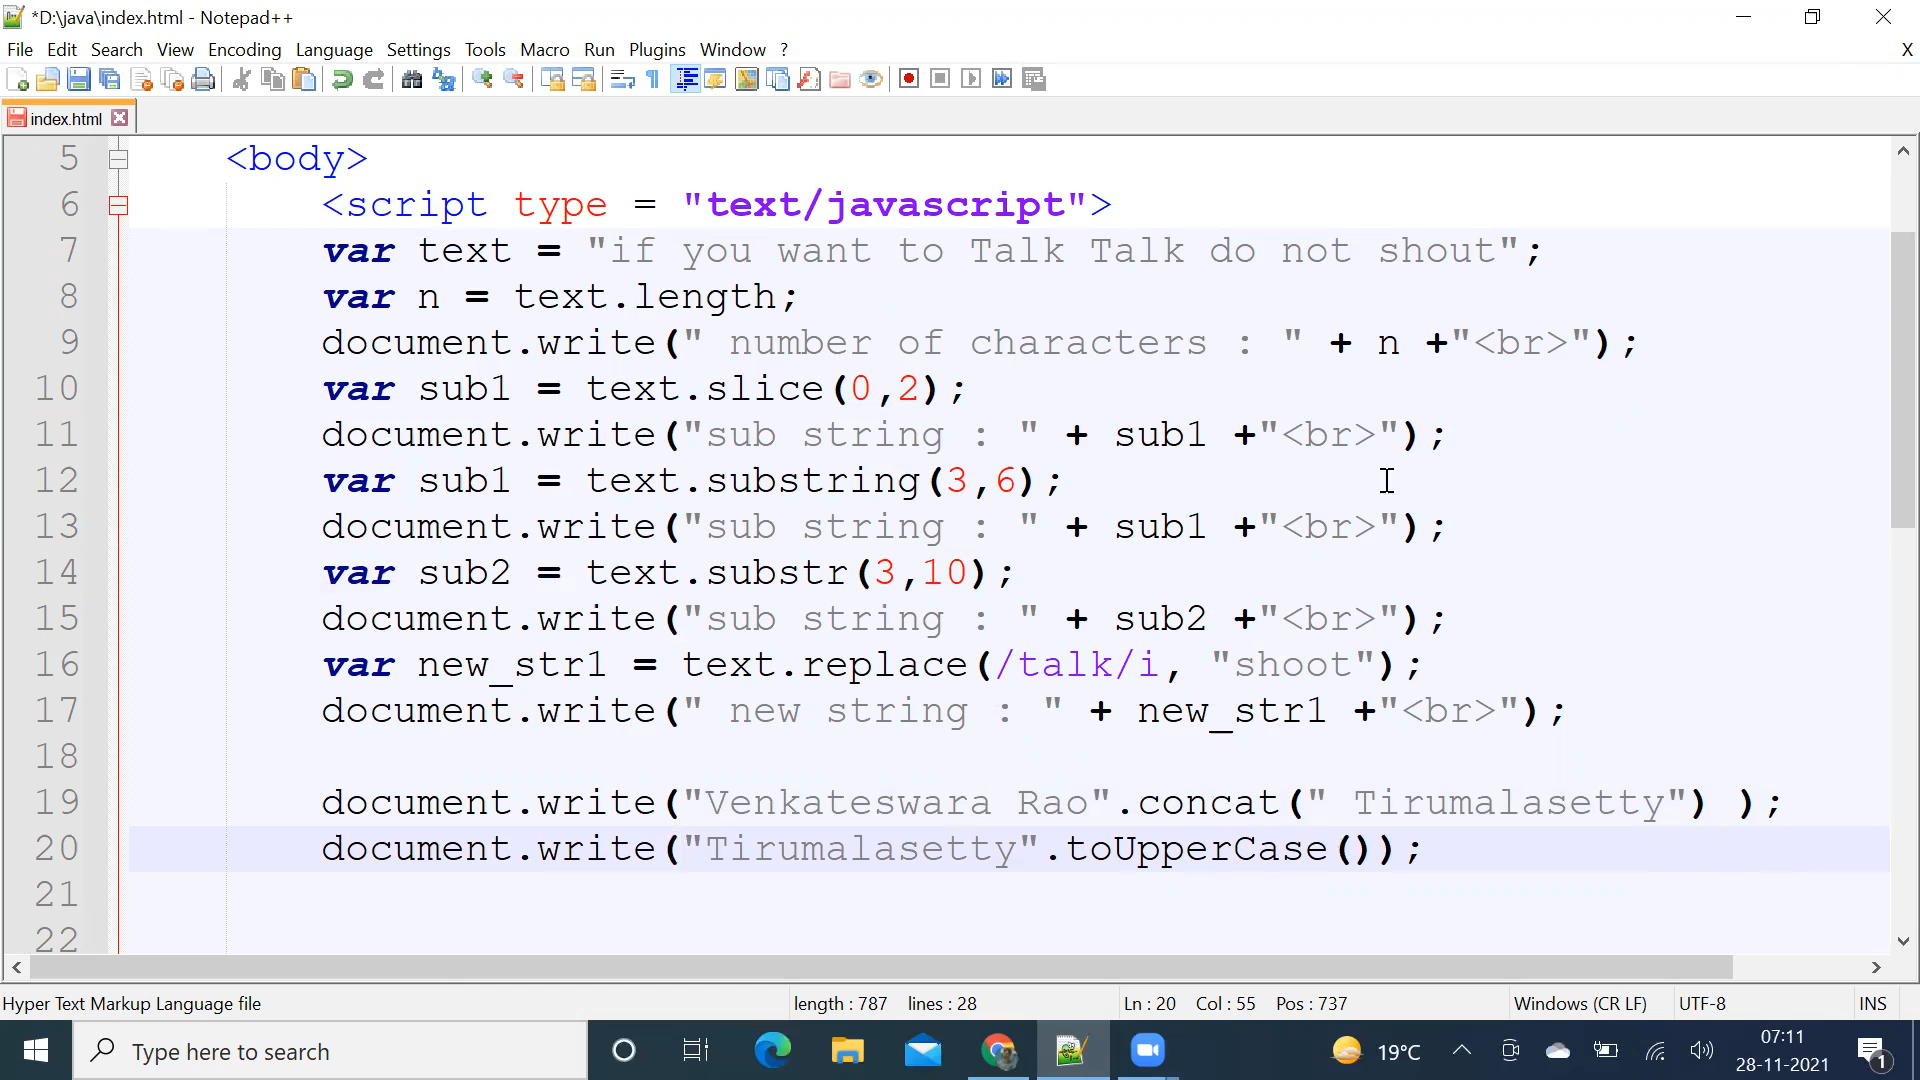 *D:\java\index.html - Notepad++
File Edit Search View Encoding Language Settings Tools Macro Run Plugins Window ? X
index.html
5 <body>
6 <script type = "text/javascript">
7 var text = "if you want to Talk Talk do not shout";
8 var n = text.length;
9 document.write(" number of characters : " + n +"<br>");
10 var sub1 = text.slice(0,2);
11 document.write("sub string : " + sub1 +"<br>");
12 var sub1 = text.substring(3,6);
13 document.write("sub string : " + sub1 +"<br>");
14 var sub2 = text.substr(3,10);
15 document.write("sub string : " + sub2 +"<br>");
16 var new_str1 = text.replace(/talk/i, "shoot");
17 document.write(" new string : " + new_str1 +"<br>");
18
19 document.write("Venkateswara Rao".concat(" Tirumalasetty") );
20 document.write("Tirumalasetty".toUpperCase());
21
22
Hyper Text Markup Language file length : 787 lines : 28 Ln : 20 Col : 55 Pos : 737 Windows (CR LF) UTF-8 INS
Type here to search 19°C 07:11
28-11-2021 1